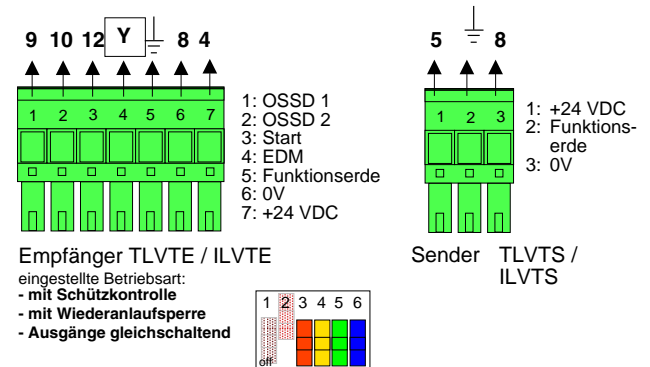 9 10 12 Y 8 4
1 2 3 4 5 6 7
1: OSSD 1
2: OSSD 2
3: Start
4: EDM
5: Funktionserde
6: 0V
7: +24 VDC
5 8
1 2 3
1: +24 VDC
2: Funktions-
erde
3: 0V
Empfänger TLVTE / ILVTE
eingestellte Betriebsart:
- mit Schützkontrolle
- mit Wiederanlaufsperre
- Ausgänge gleichschaltend
1 2 3 4 5 6
off
Sender TLVTS /
ILVTS